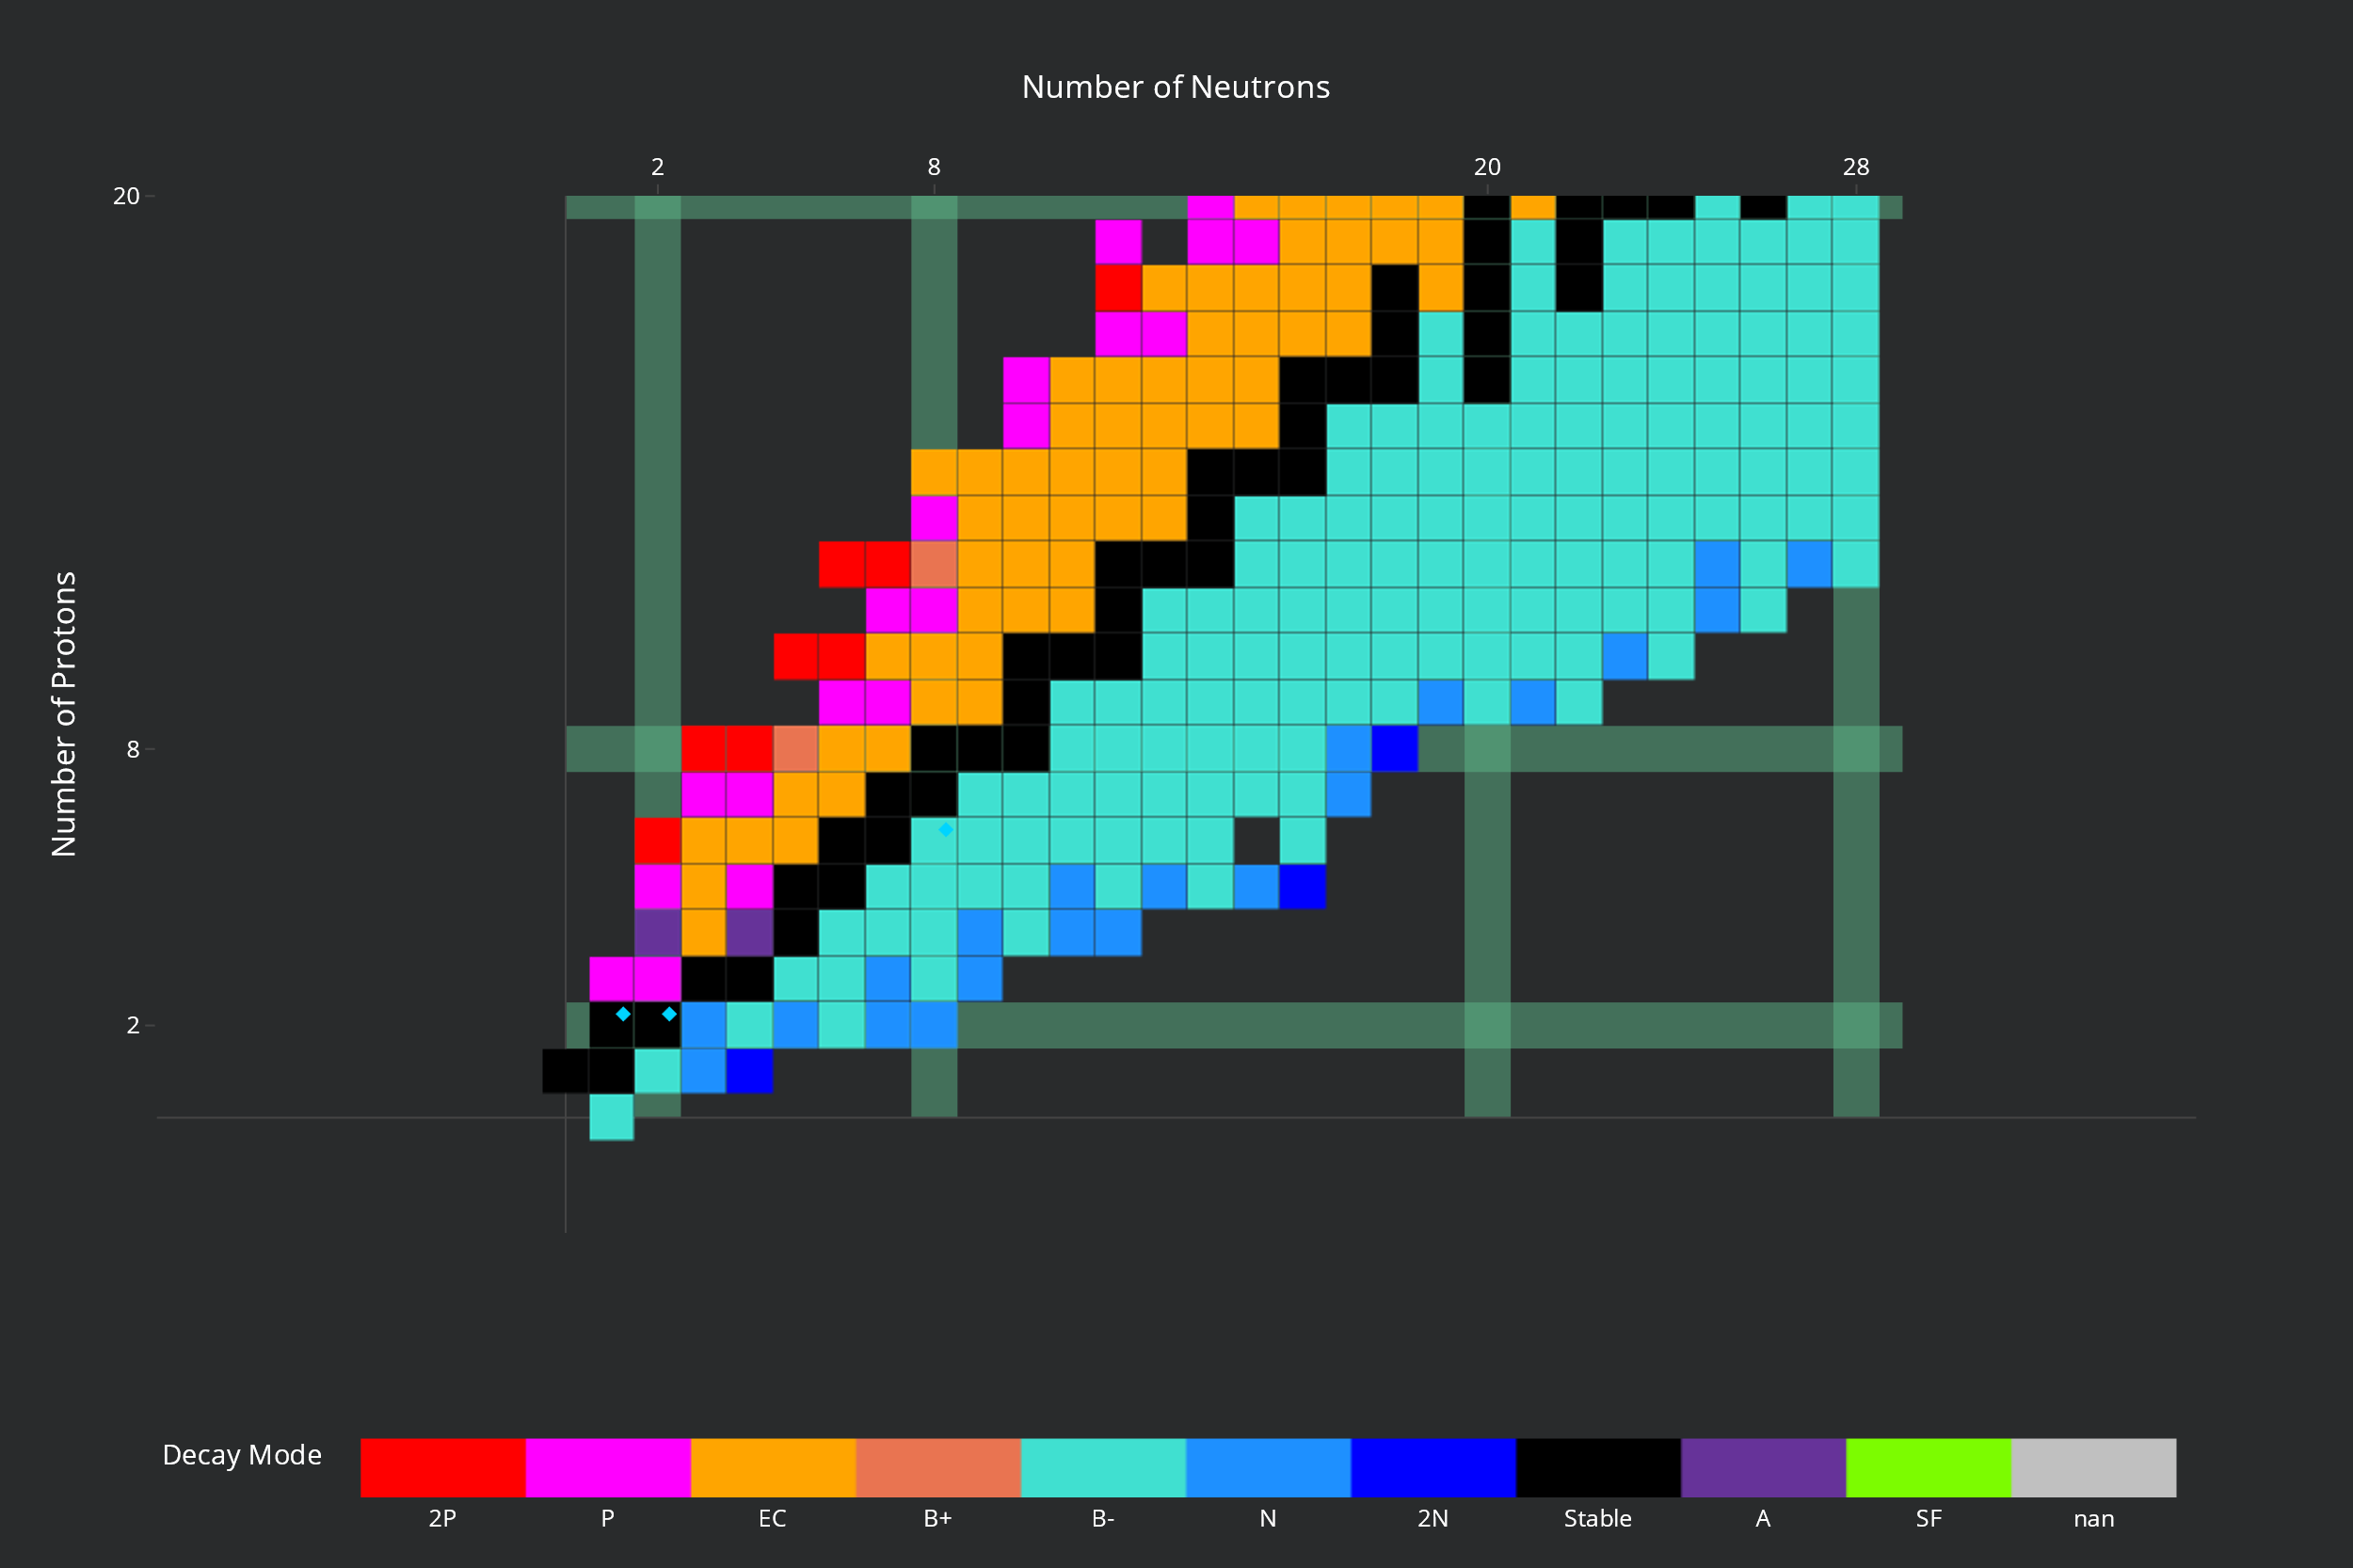 Number of Neutrons
2 8 20 28
20
8
2
Number of Protons
Decay Mode
2P P EC B+ B- N 2N Stable A SF nan